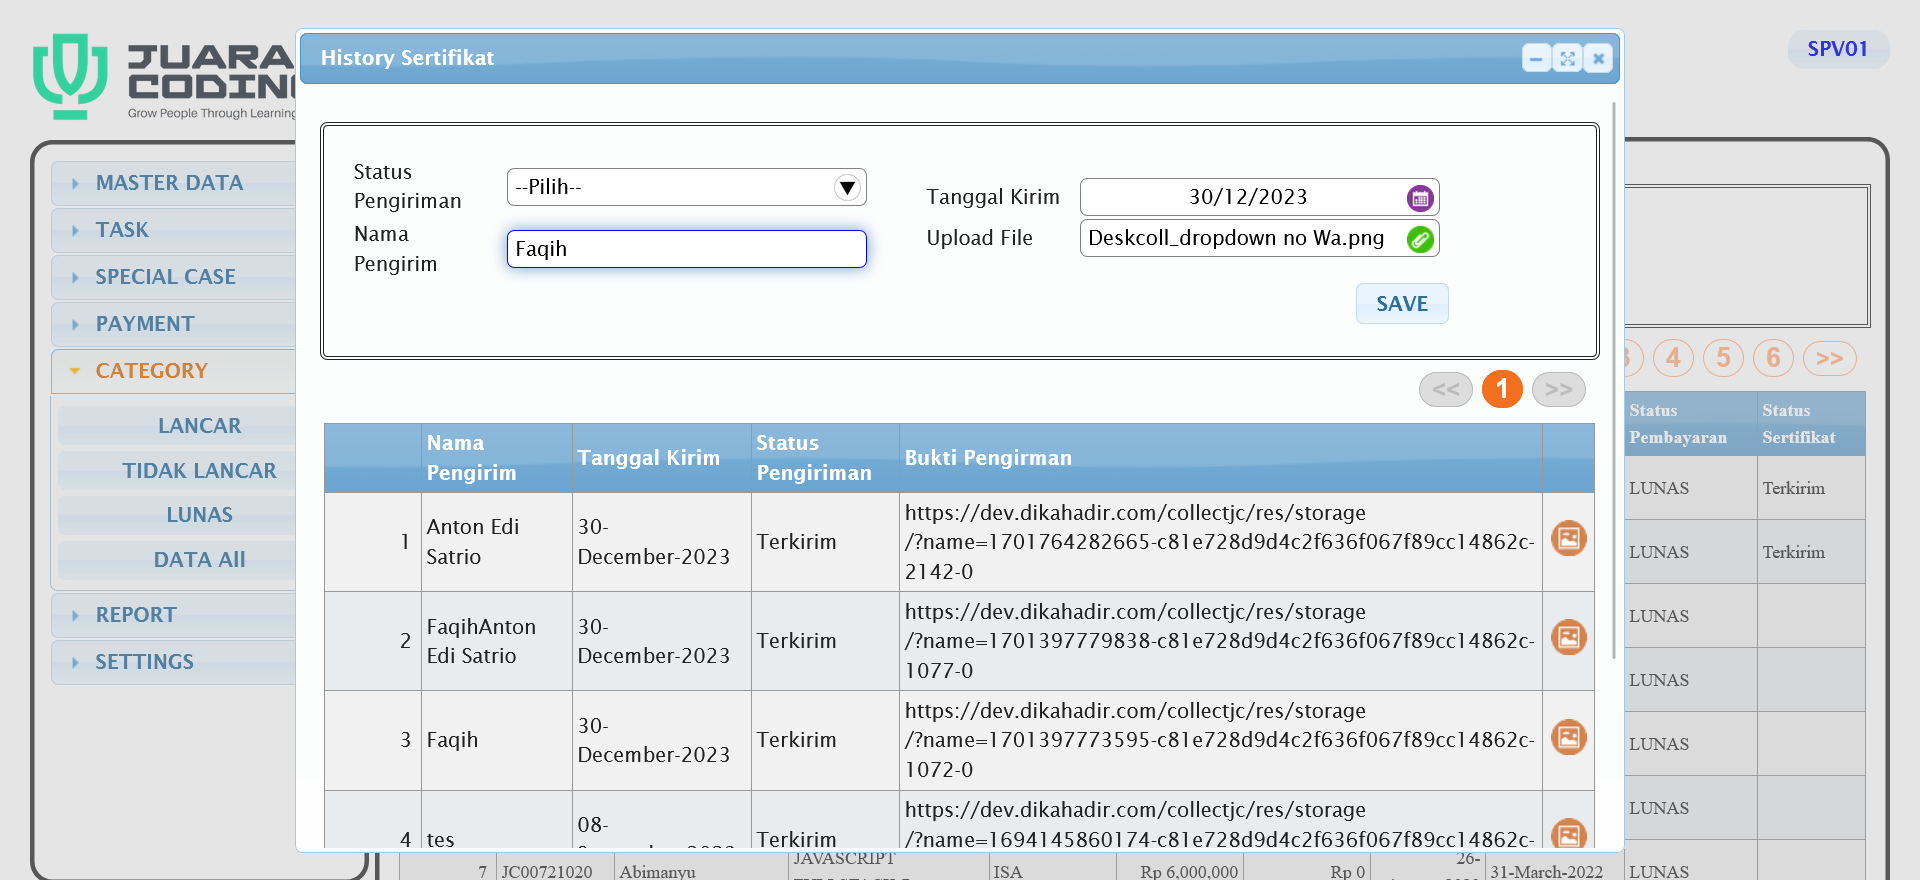 JUARA
CODING
Grow People Through Learning
SPV01
History Sertifikat
Status
Pengiriman
--Pilih--
Tanggal Kirim
30/12/2023
Nama
Pengirim
Faqih
Upload File
Deskcoll_dropdown no Wa.png
SAVE
MASTER DATA
TASK
SPECIAL CASE
PAYMENT
CATEGORY
LANCAR
TIDAK LANCAR
LUNAS
DATA All
REPORT
SETTINGS
<< 1 >>
4 5 6 >>
Nama
Pengirim
Tanggal Kirim
Status
Pengiriman
Bukti Pengirman
1
Anton Edi
Satrio
30-
December-2023
Terkirim
https://dev.dikahadir.com/collectjc/res/storage
/?name=1701764282665-c81e728d9d4c2f636f067f89cc14862c-
2142-0
2
FaqihAnton
Edi Satrio
30-
December-2023
Terkirim
https://dev.dikahadir.com/collectjc/res/storage
/?name=1701397779838-c81e728d9d4c2f636f067f89cc14862c-
1077-0
3
Faqih
30-
December-2023
Terkirim
https://dev.dikahadir.com/collectjc/res/storage
/?name=1701397773595-c81e728d9d4c2f636f067f89cc14862c-
1072-0
4
tes
08-
Terkirim
https://dev.dikahadir.com/collectjc/res/storage
/?name=1694145860174-c81e728d9d4c2f636f067f89cc14862c-
Status
Pembayaran
Status
Sertifikat
LUNAS
Terkirim
LUNAS
Terkirim
LUNAS
LUNAS
LUNAS
LUNAS
7
JC00721020
Abimanyu
JAVASCRIPT
ISA
Rp 6,000,000
Rp 0
26-
31-March-2022
LUNAS